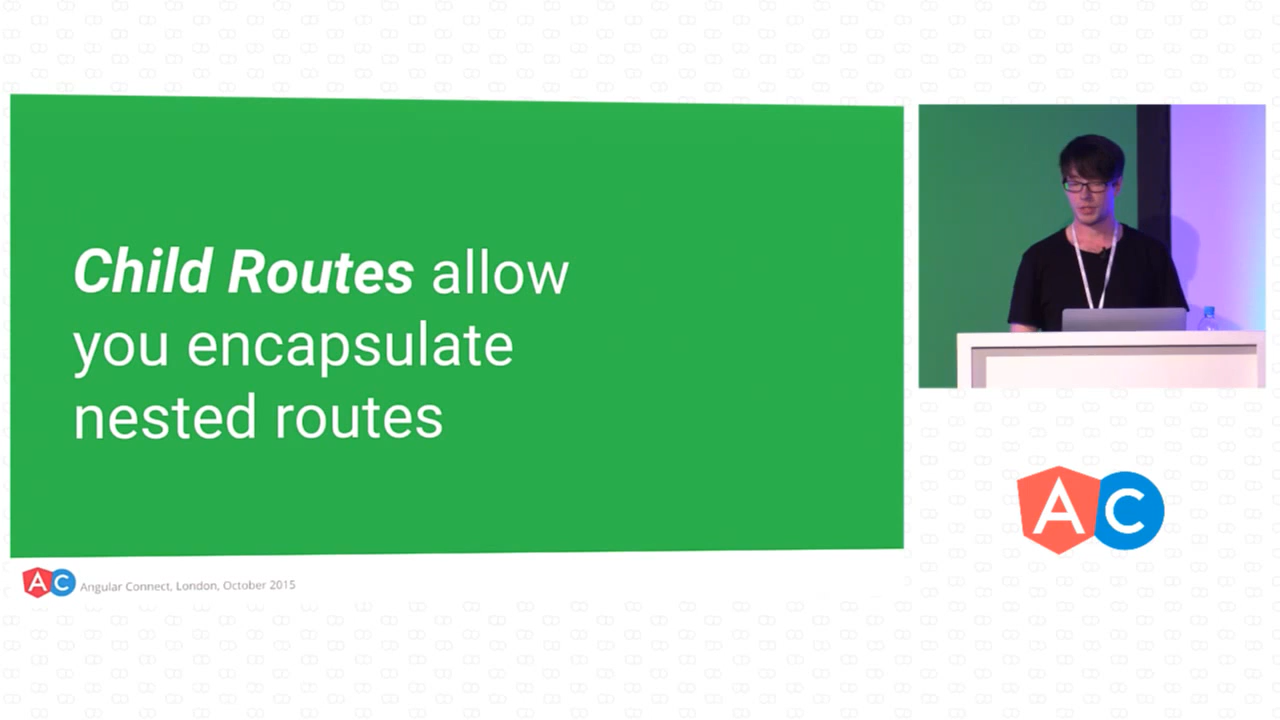 Child Routes allow
you encapsulate
nested routes
AC
AC Angular Connect, London, October 2015